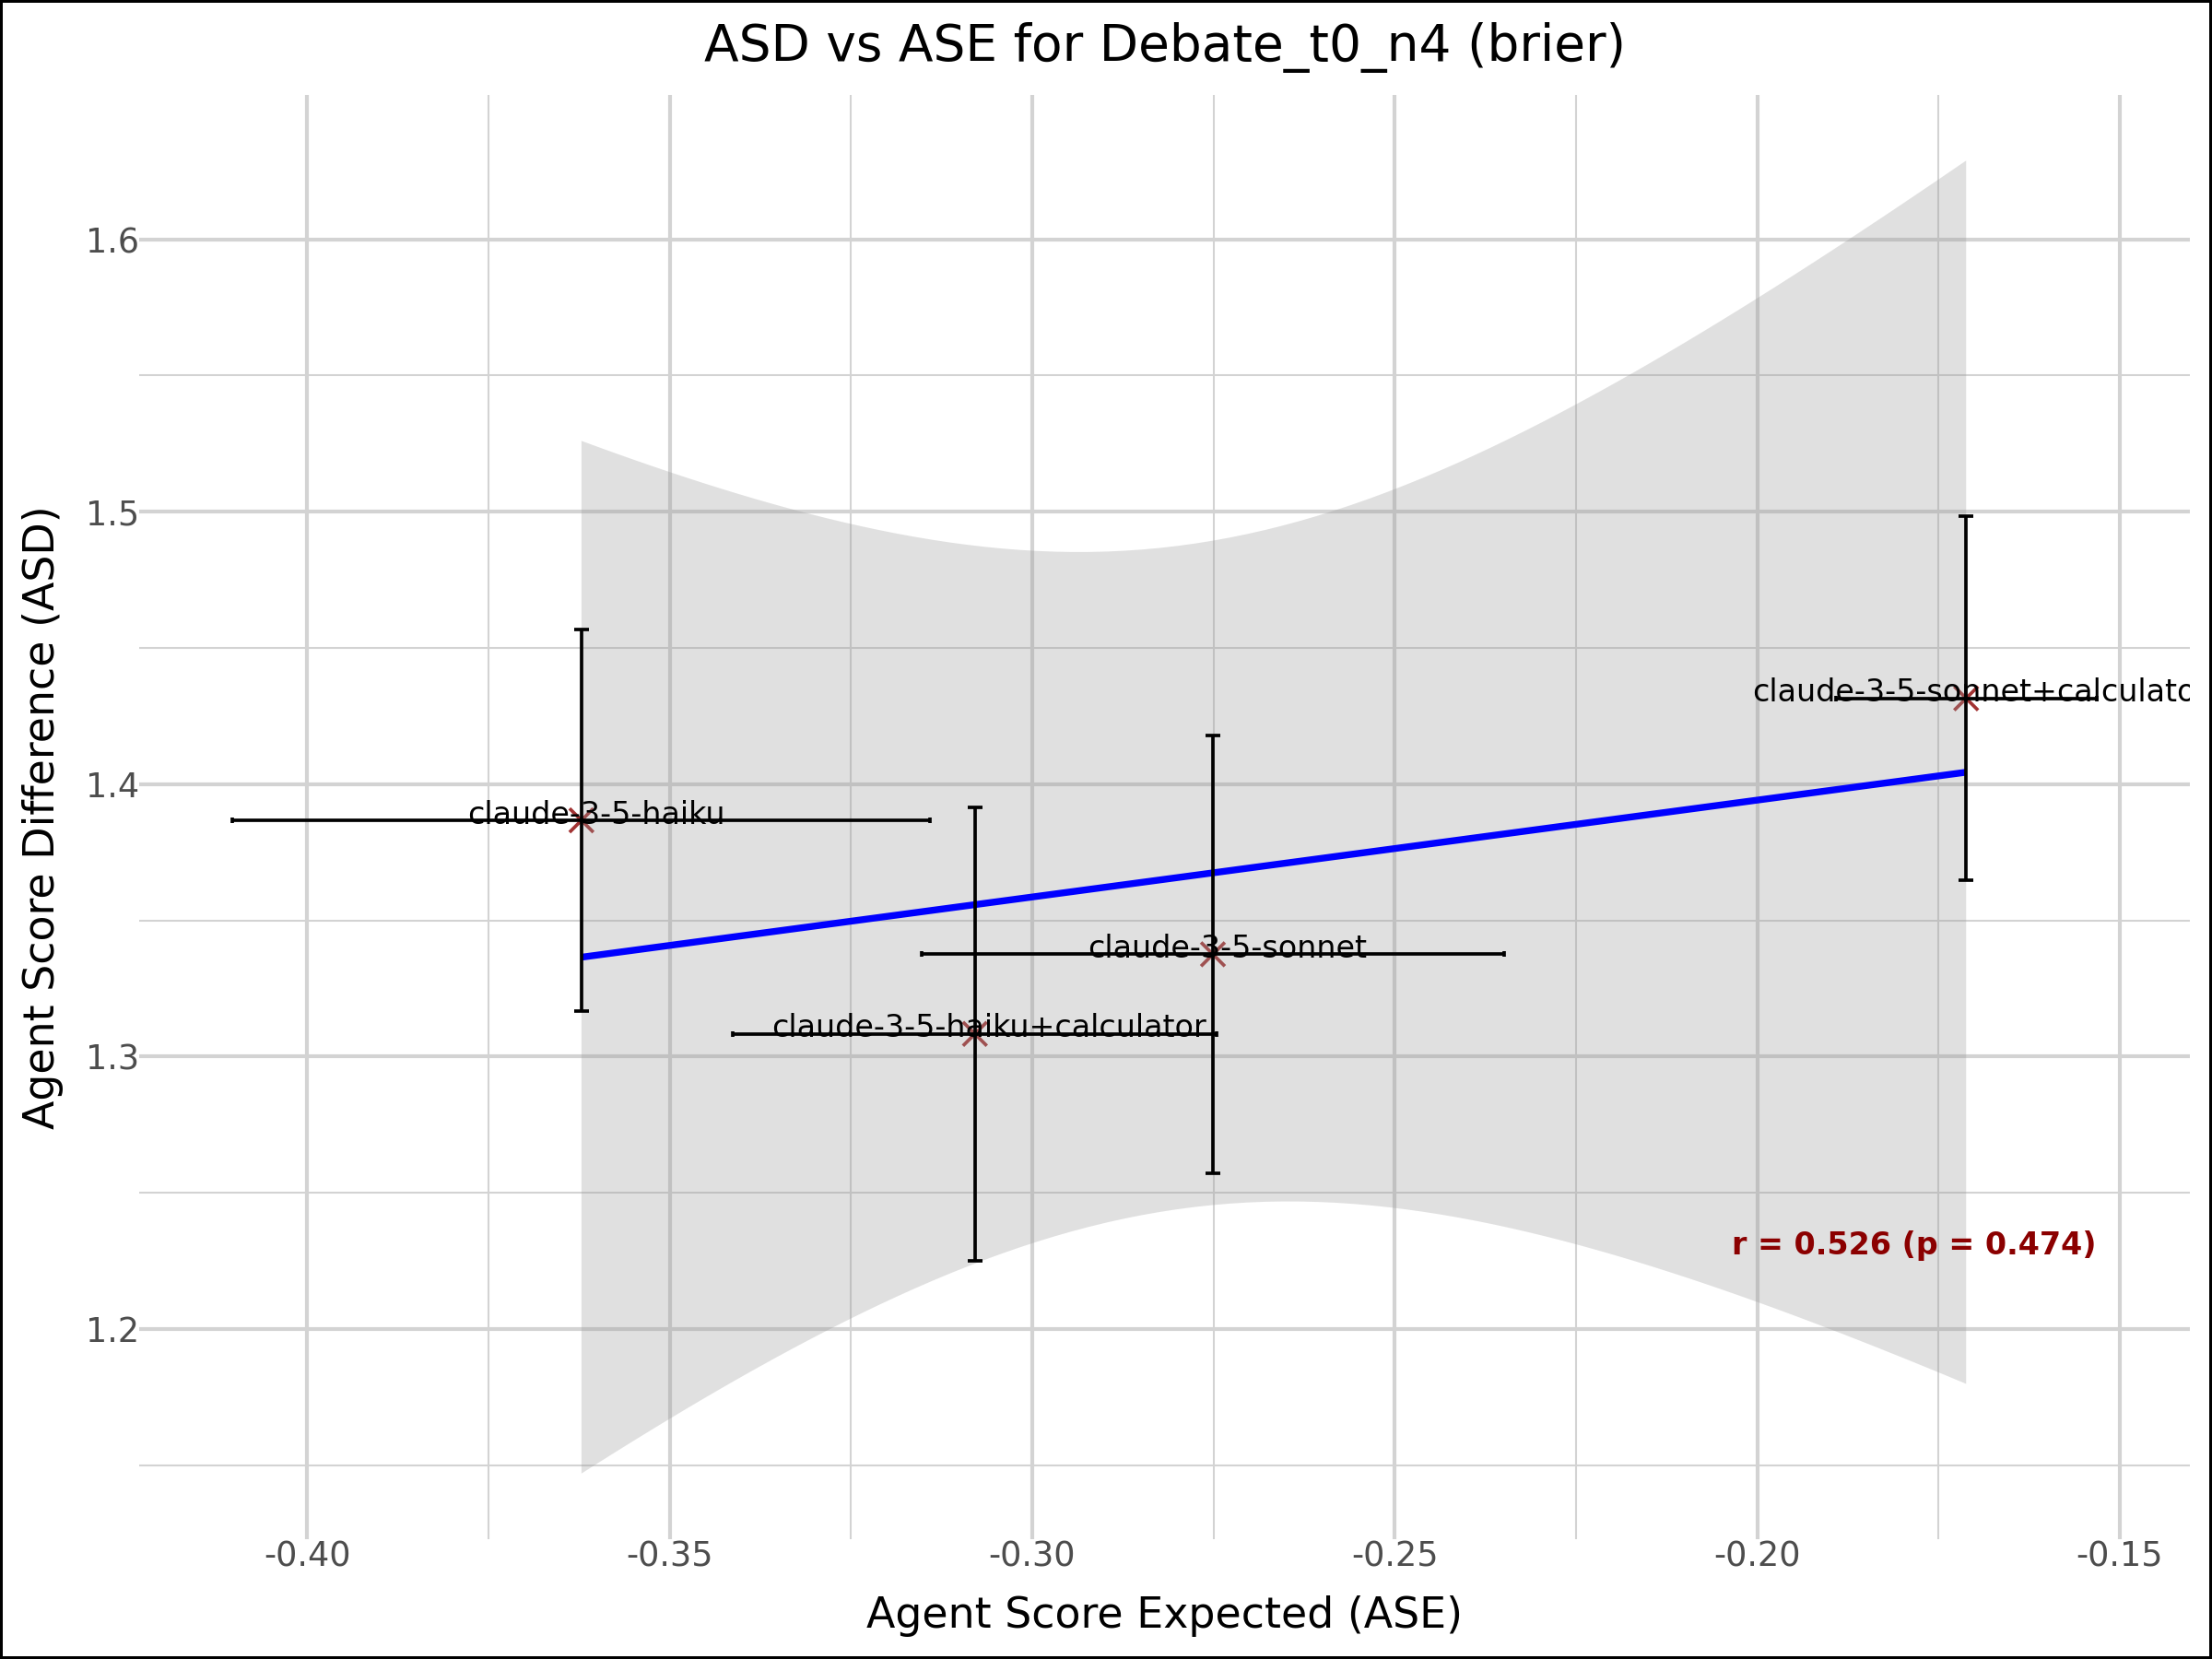 ASD vs ASE for Debate_t0_n4 (brier)
Agent Score Difference (ASD)
1.6
1.5
1.4
1.3
1.2
claude-3-5-sonnet+calculato
claude-3-5-haiku
claude-3-5-sonnet
claude-3-5-haiku+calculator
r = 0.526 (p = 0.474)
-0.40 -0.35 -0.30 -0.25 -0.20 -0.15
Agent Score Expected (ASE)